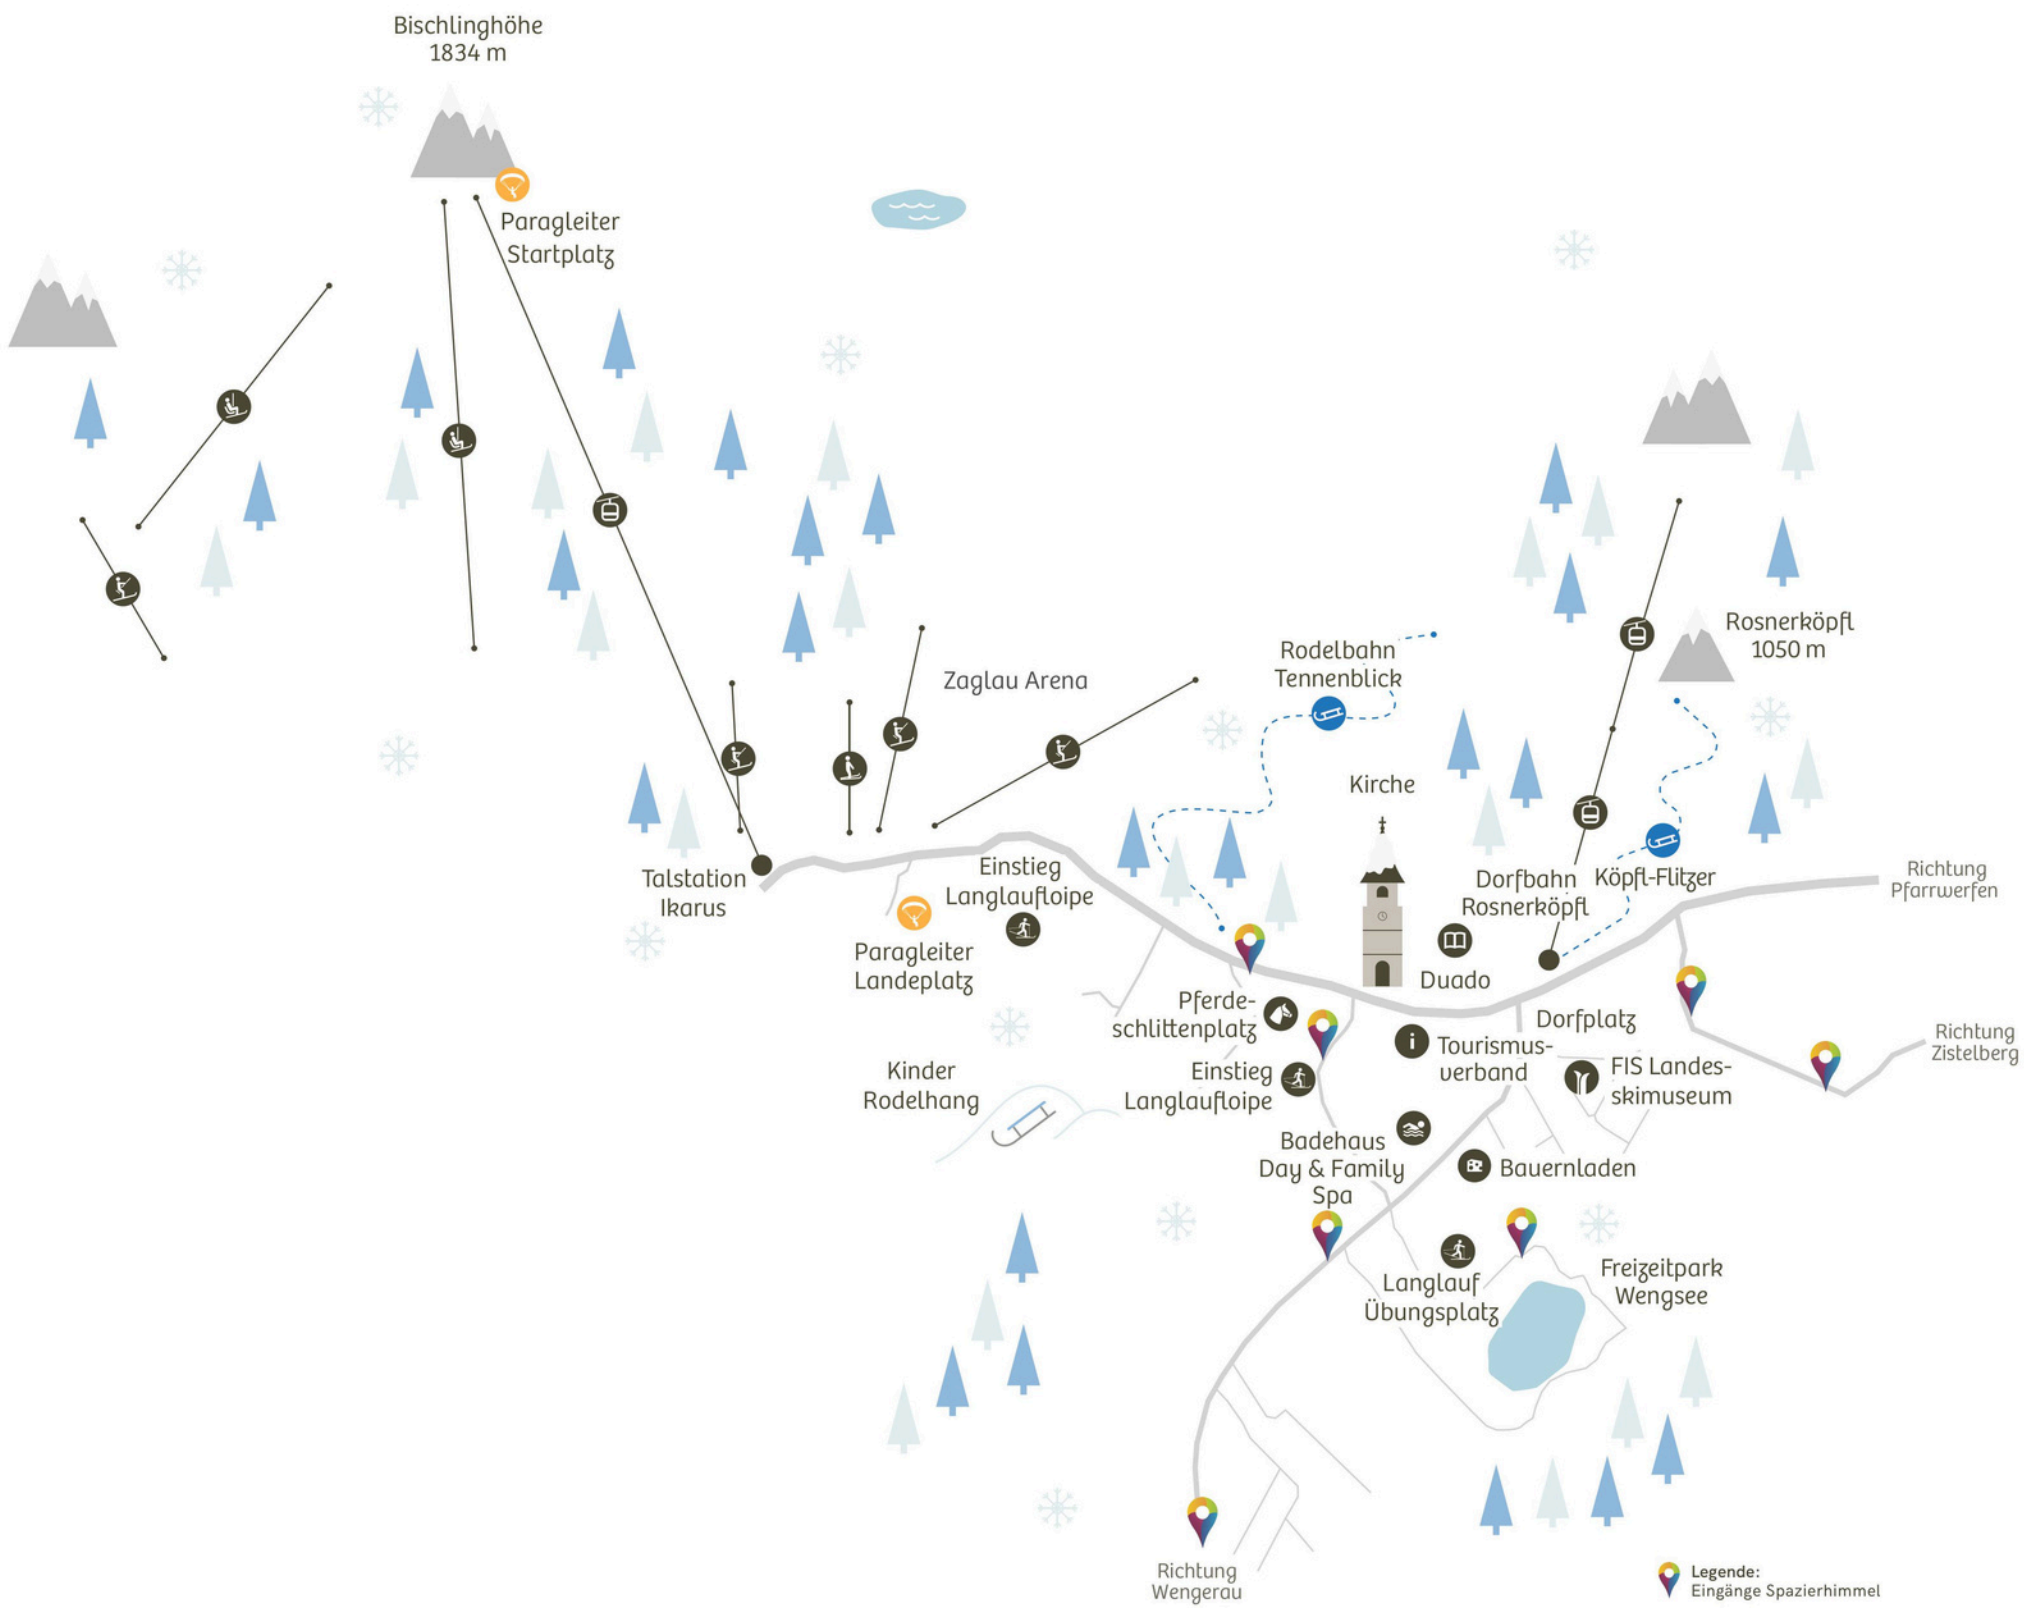 Bischlinghöhe
1834 m
Paragleiter
Startplatz
Rosnerköpfl
1050 m
Rodelbahn
Tennenblick
Zaglau Arena
Kirche
Einstieg
Langlaufloipe
Talstation
Ikarus
Dorfbahn
Rosnerköpfl
Köpfl-Flitzer
Richtung
Pfarrwerfen
Paragleiter
Landeplatz
Duado
Pferde-
schlittenplatz
Dorfplatz
Tourismus-
verband
Richtung
Zistelberg
Kinder
Rodelhang
Einstieg
Langlaufloipe
FIS Landes-
skimuseum
Badehaus
Day & Family
Spa
Bauernladen
Langlauf
Übungsplatz
Freizeitpark
Wengsee
Richtung
Wengerau
Legende:
Eingänge Spazierhimmel